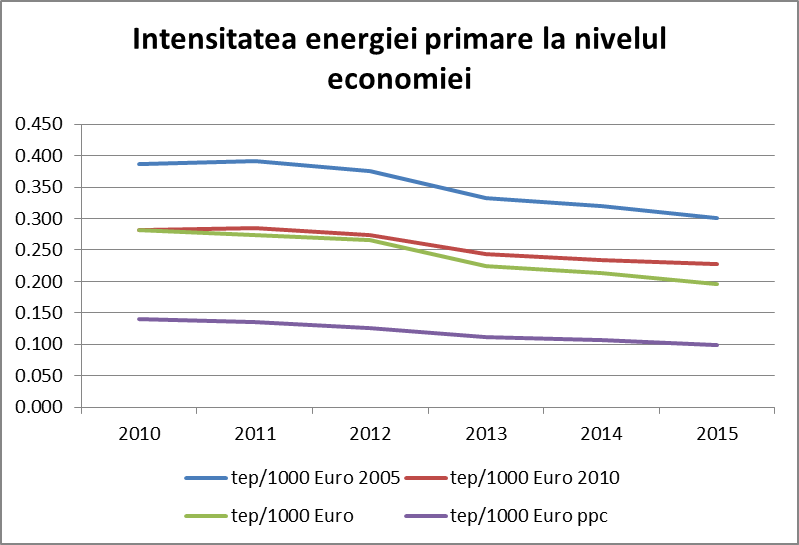 Intensitatea energiei primare la nivelul
economiei
0.450
0.400
0.350
0.300
0.250
0.200
0.150
0.100
0.050
0.000
2010 2011 2012 2013 2014 2015
tep/1000 Euro 2005 tep/1000 Euro 2010
tep/1000 Euro tep/1000 Euro ppc